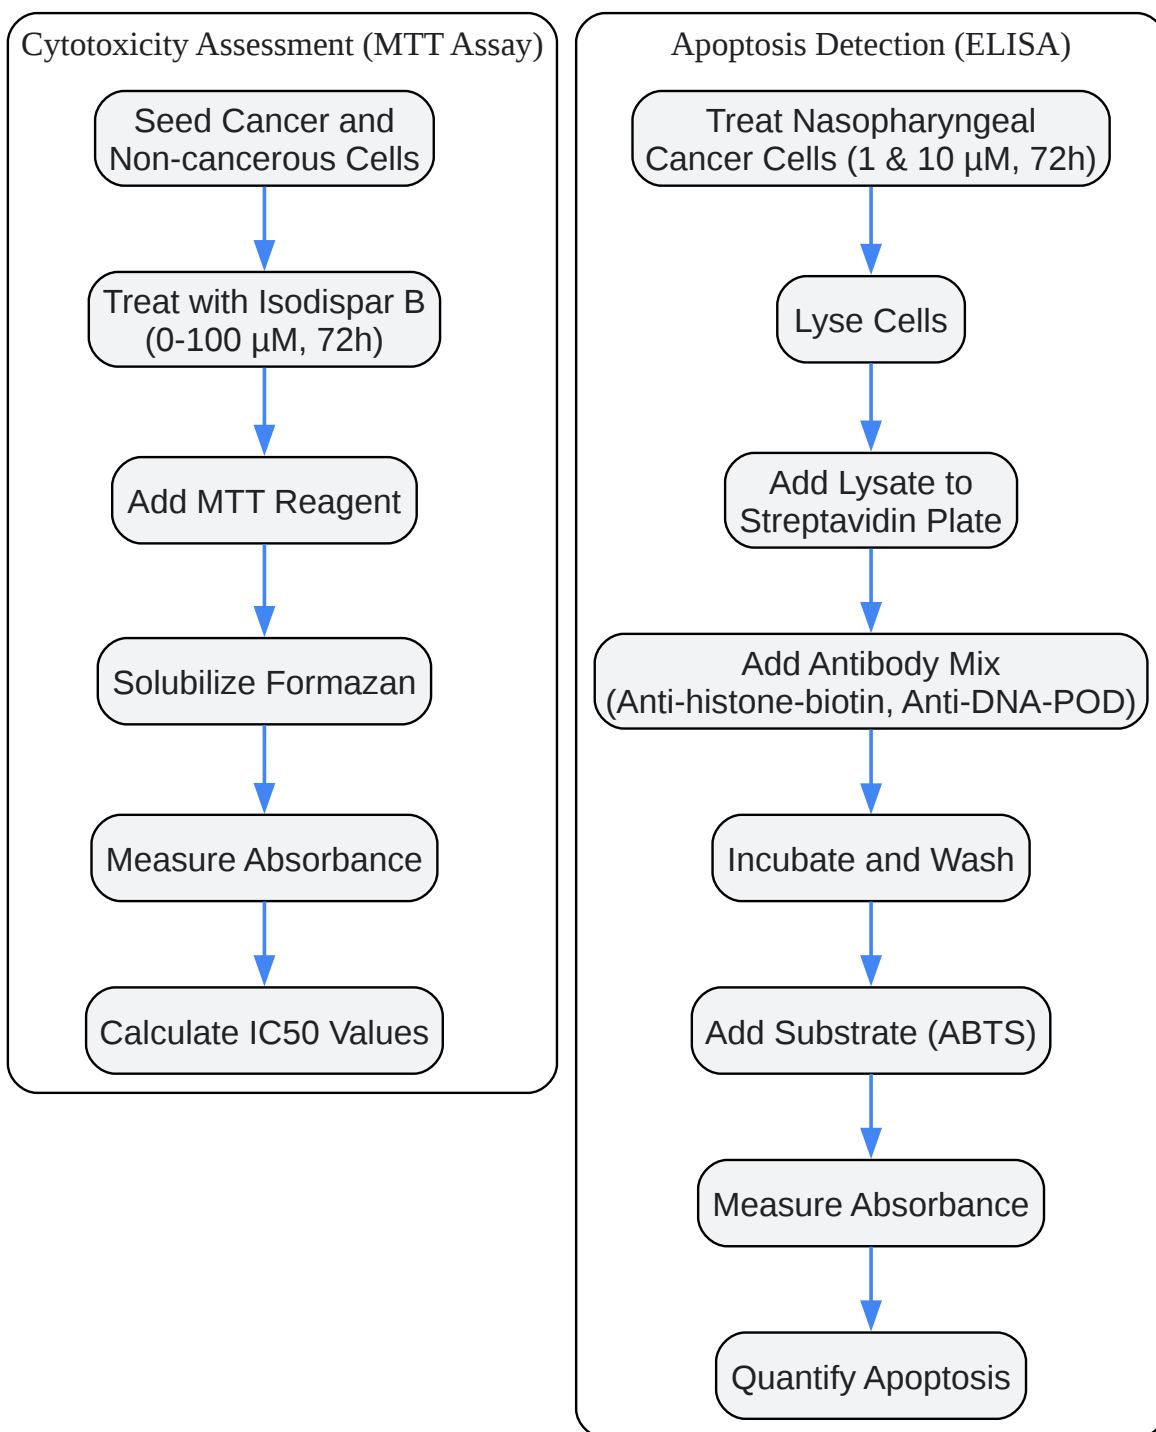 Cytotoxicity Assessment (MTT Assay)
Seed Cancer and
Non-cancerous Cells
Treat with Isodispar B
(0-100 µM, 72h)
Add MTT Reagent
Solubilize Formazan
Measure Absorbance
Calculate IC50 Values
Apoptosis Detection (ELISA)
Treat Nasopharyngeal
Cancer Cells (1 & 10 µM, 72h)
Lyse Cells
Add Lysate to
Streptavidin Plate
Add Antibody Mix
(Anti-histone-biotin, Anti-DNA-POD)
Incubate and Wash
Add Substrate (ABTS)
Measure Absorbance
Quantify Apoptosis